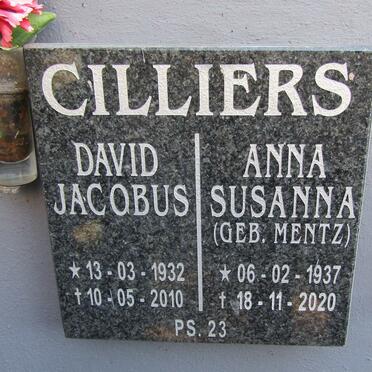 CILLIERS
DAVID
JACOBUS
★ 13-03-1932
† 10-05-2010
ANNA
SUSANNA
(GEB. MENTZ)
★ 06-02-1937
† 18-11-2020
PS. 23